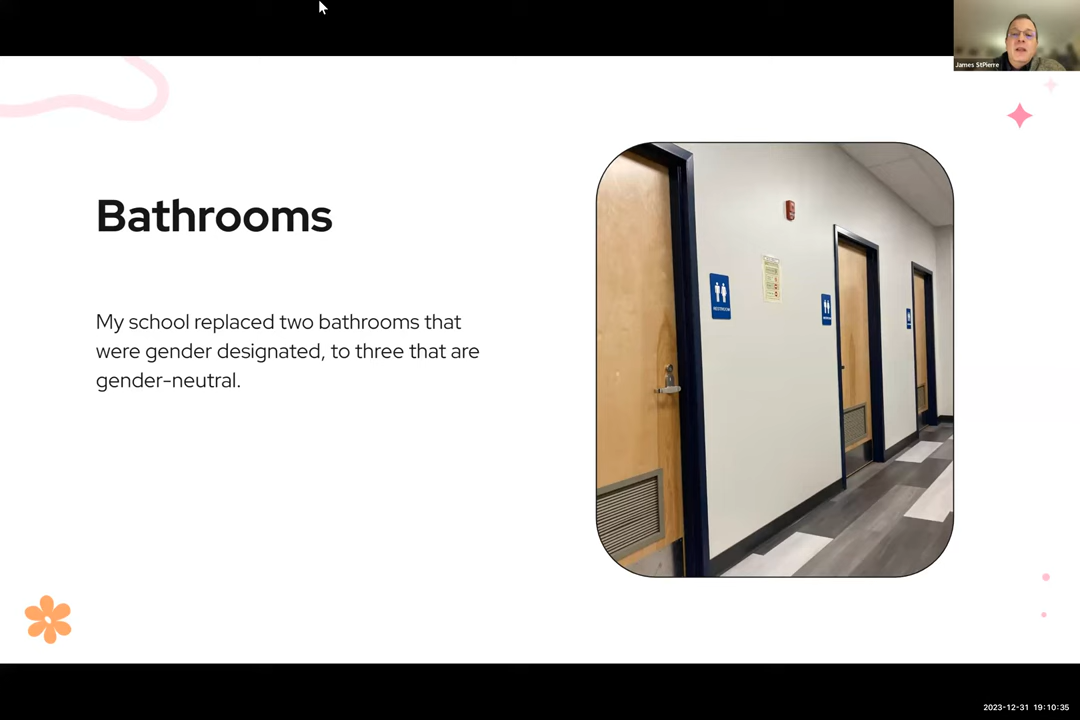 James StPierre
Bathrooms
My school replaced two bathrooms that
were gender designated, to three that are
gender-neutral.
RESTROOM
2023-12-31 19:10:35